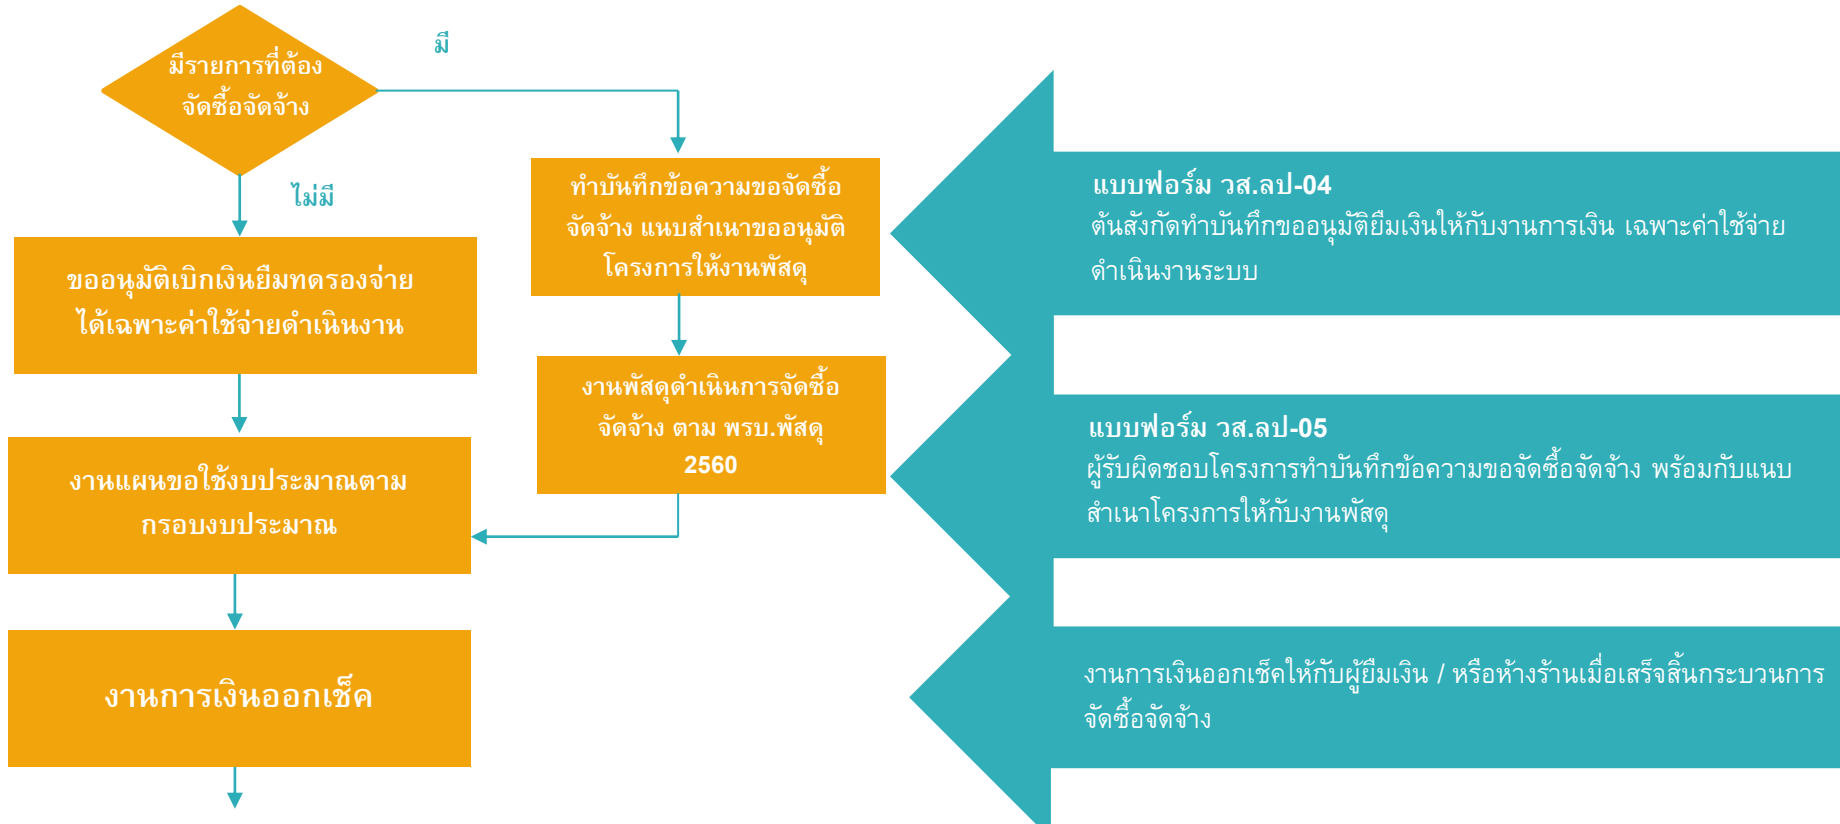 มีรายการที่ต้อง
จัดซื้อจัดจ้าง
มี
ไม่มี
ทำบันทึกข้อความขอจัดซื้อ
จัดจ้าง แนบสำเนาขออนุมัติ
โครงการให้งานพัสดุ
ขออนุมัติเบิกเงินยืมทดรองจ่าย
ได้เฉพาะค่าใช้จ่ายดำเนินงาน
งานพัสดุดำเนินการจัดซื้อ
จัดจ้าง ตาม พรบ.พัสดุ
2560
งานแผนขอใช้งบประมาณตาม
กรอบงบประมาณ
งานการเงินออกเช็ค
แบบฟอร์ม วส.ลป-04
ต้นสังกัดทำบันทึกขออนุมัติยืมเงินให้กับงานการเงิน เฉพาะค่าใช้จ่าย
ดำเนินงานระบบ
แบบฟอร์ม วส.ลป-05
ผู้รับผิดชอบโครงการทำบันทึกข้อความขอจัดซื้อจัดจ้าง พร้อมกับแนบ
สำเนาโครงการให้กับงานพัสดุ
งานการเงินออกเช็คให้กับผู้ยืมเงิน / หรือห้างร้านเมื่อเสร็จสิ้นกระบวนการ
จัดซื้อจัดจ้าง